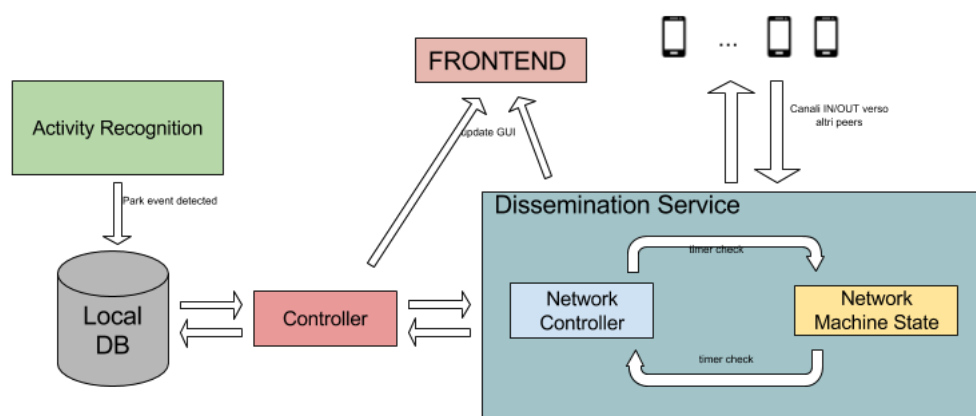 FRONTEND
...
Activity Recognition
update GUI
Canali IN/OUT verso
altri peers
Park event detected
Dissemination Service
timer check
Local
DB
Controller
Network
Controller
Network
Machine State
timer check